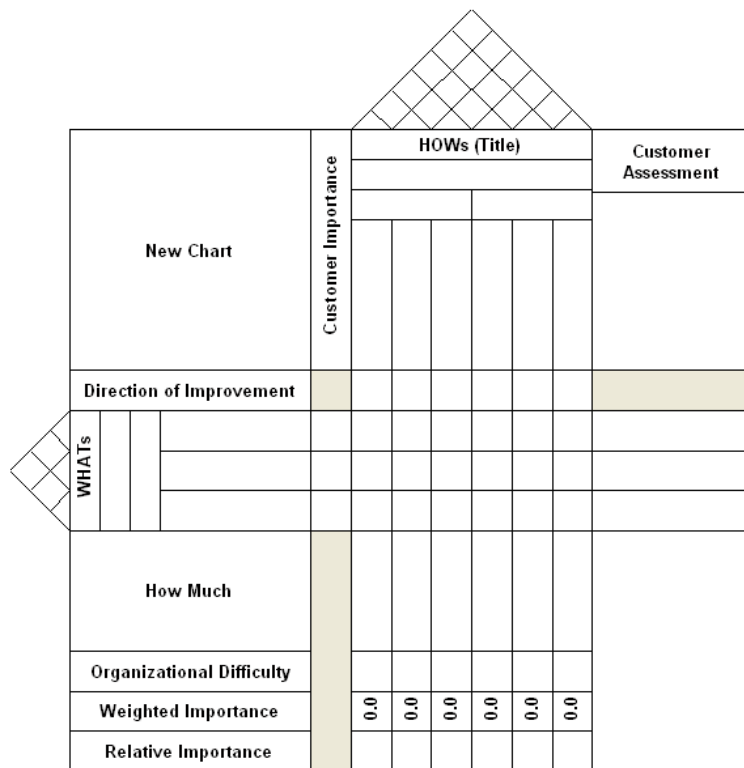 HOWs (Title)
Customer
Assessment
Customer Importance
New Chart
Direction of Improvement
WHATs
How Much
Organizational Difficulty
Weighted Importance
0.0 0.0 0.0 0.0 0.0 0.0
Relative Importance